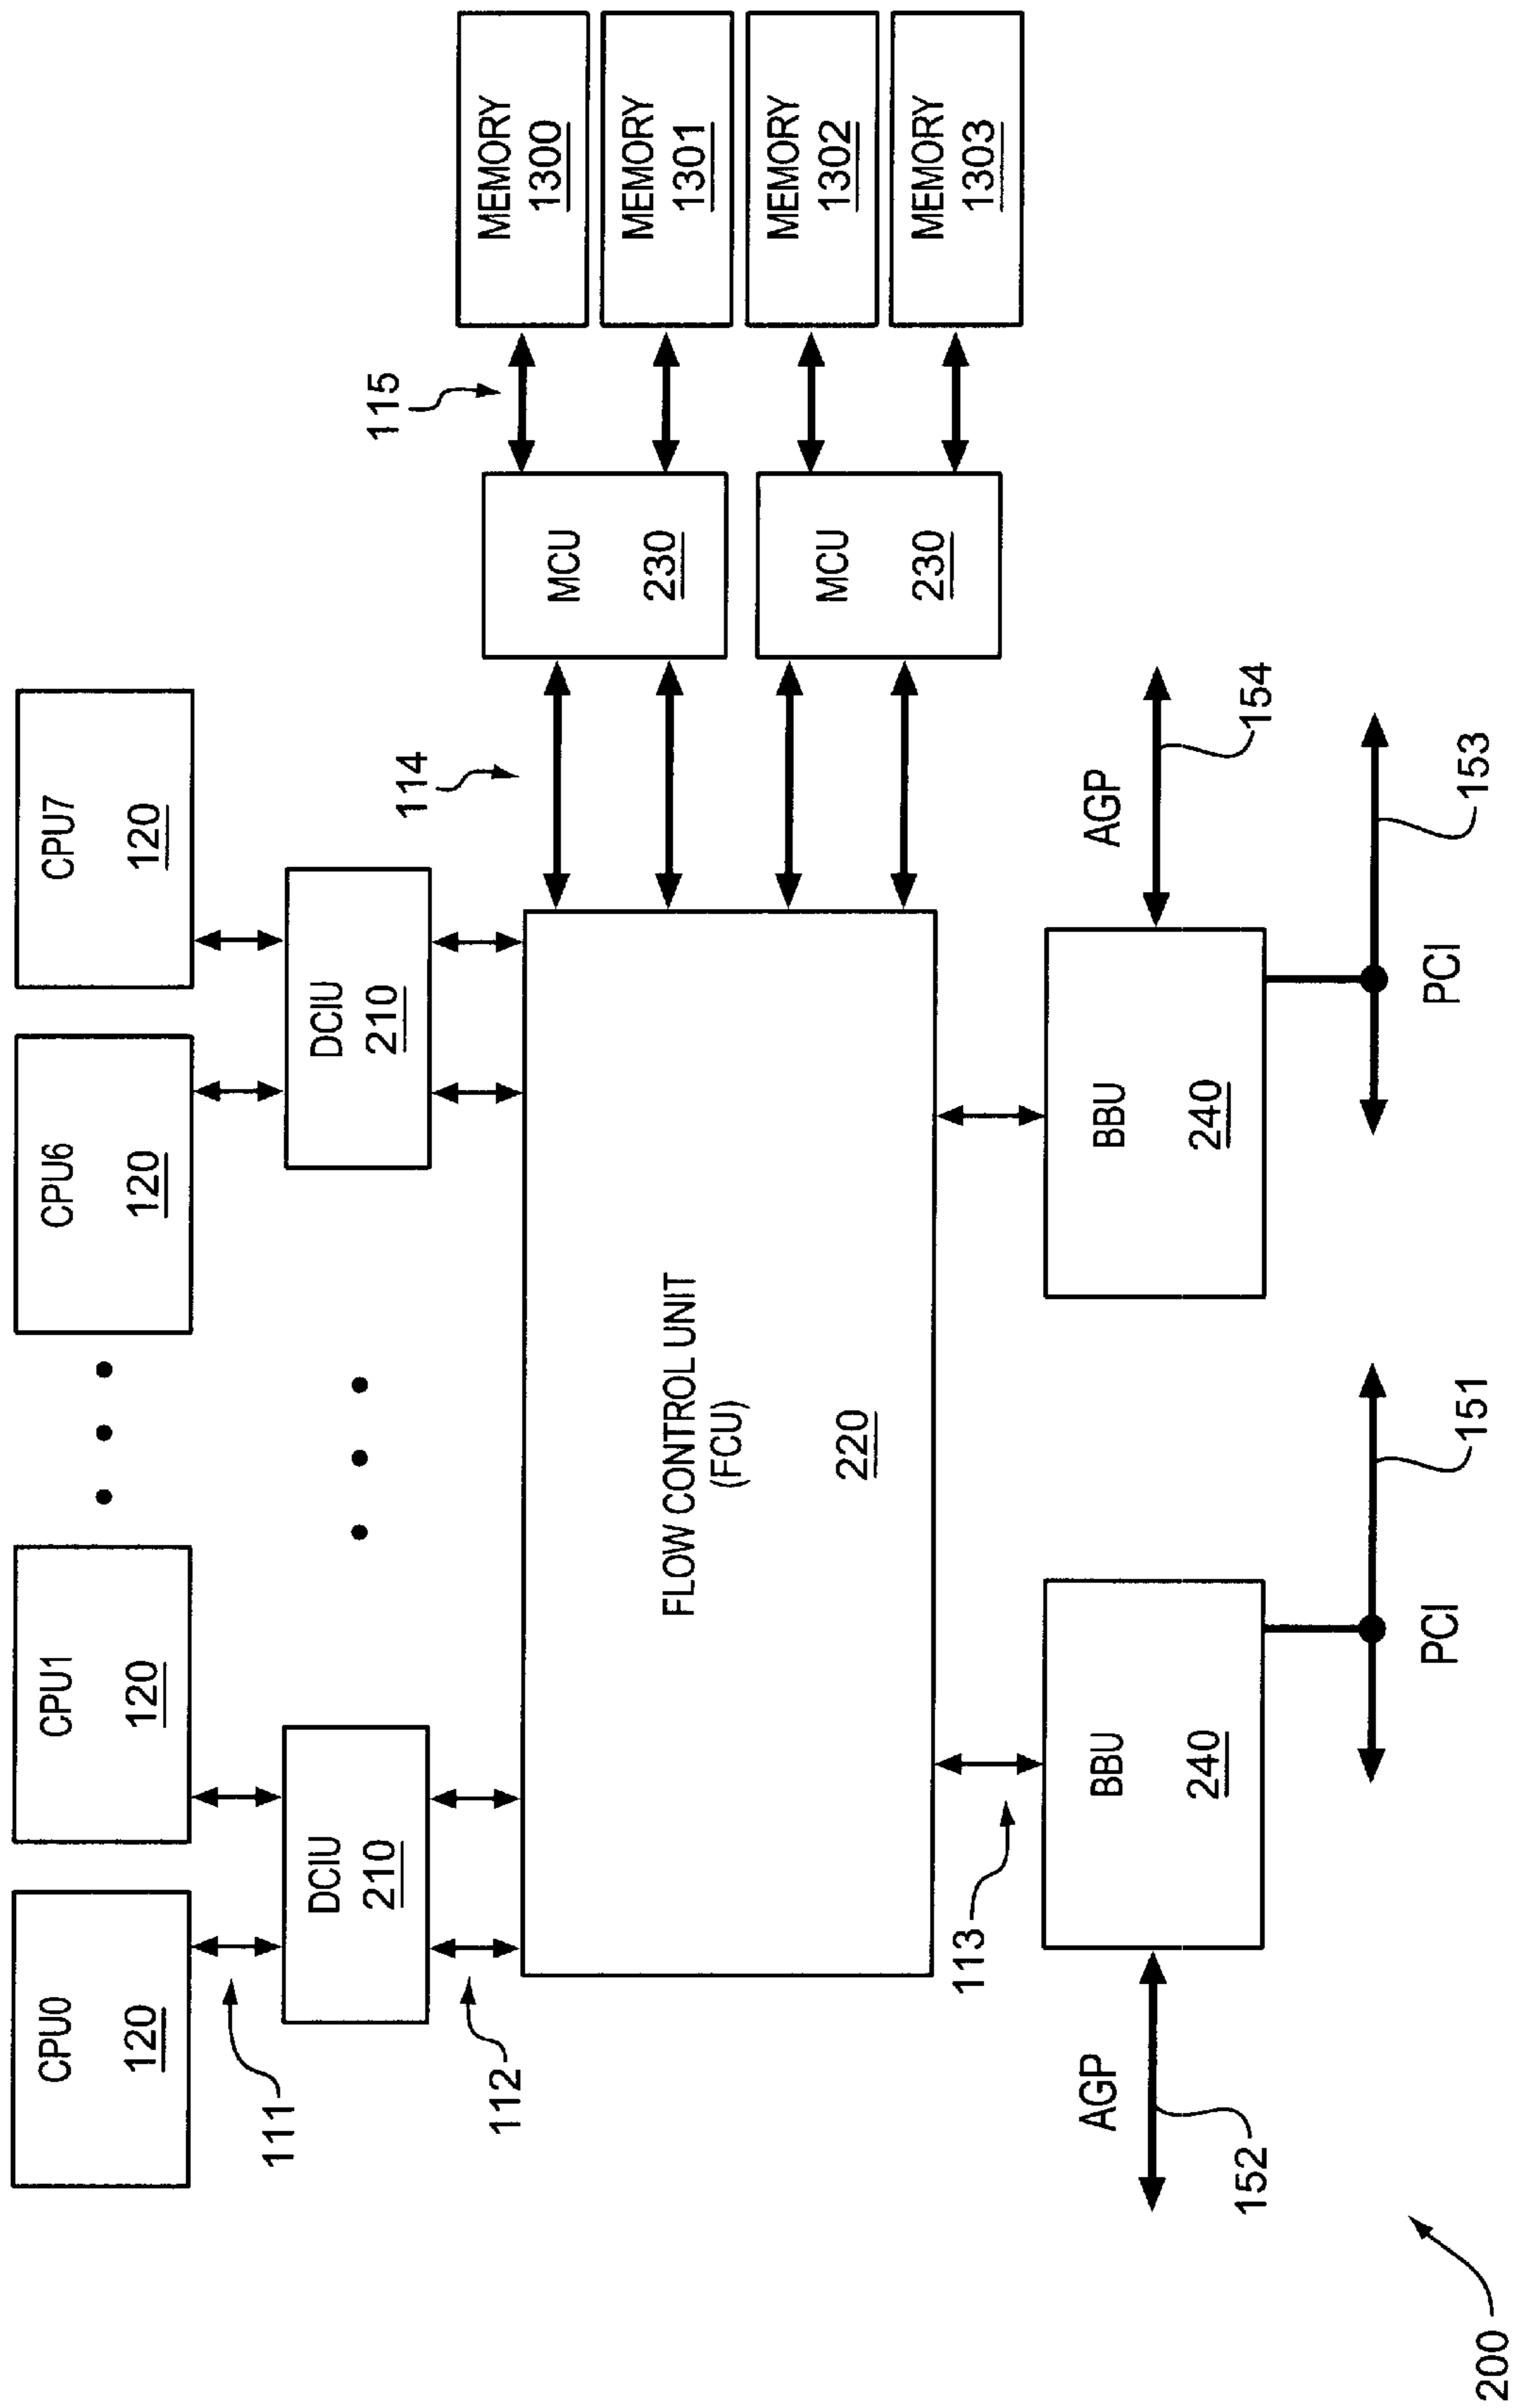 CPU0
120
CPU1
120
CPU6
120
CPU7
120
111
DCIU
210
DCIU
210
112
114
115
MEMORY
1300
MEMORY
1301
MEMORY
1302
MEMORY
1303
MCU
230
MCU
230
FLOW CONTROL UNIT
(FCU)
220
113
AGP
152
BBU
240
BBU
240
AGP
154
151
PCI
153
PCI
200